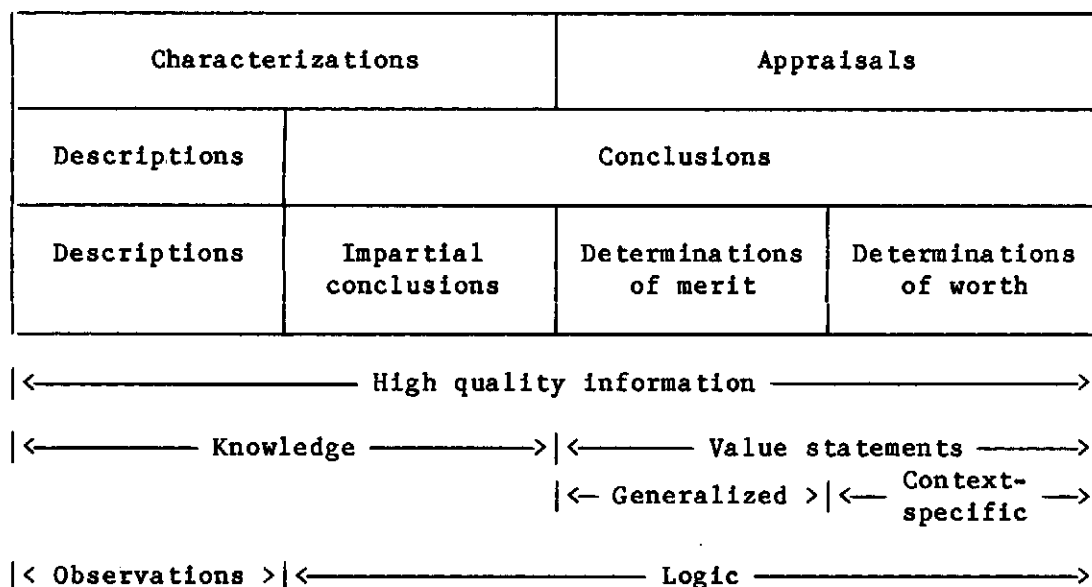 Characterizations Appraisals
Descriptions Conclusions
Descriptions Impartial Determinations Determinations
conclusions of merit of worth
High quality information
Knowledge Value statements
Generalized Context-
specific
Observations Logic